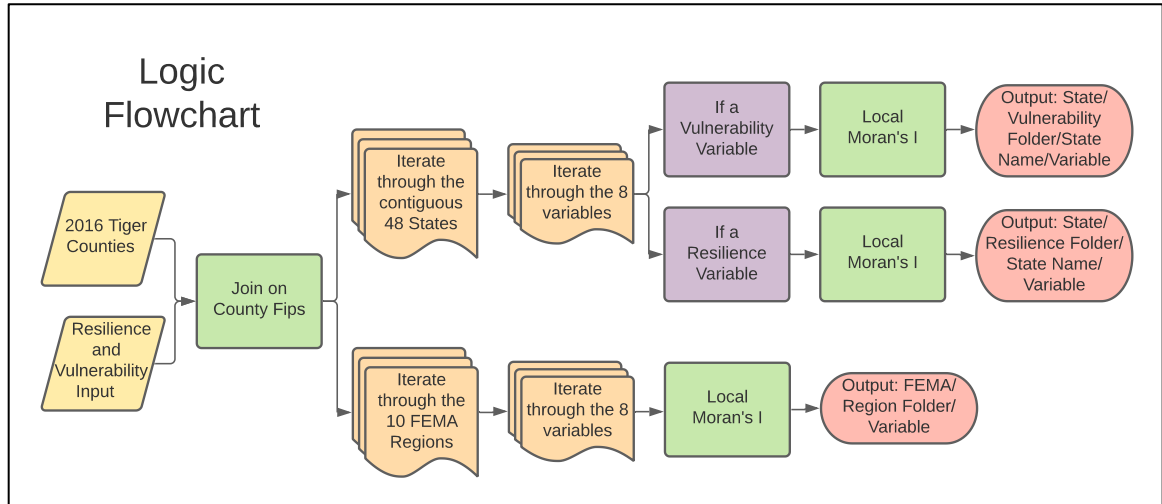 Logic
Flowchart
2016 Tiger
Counties
Resilience
and
Vulnerability
Input
Join on
County Fips
Iterate
through the
contiguous
48 States
Iterate
through the 8
variables
If a
Vulnerability
Variable
Local
Moran's I
Output: State/
Vulnerability
Folder/State
Name/Variable
If a
Resilience
Variable
Local
Moran's I
Output: State/
Resilience Folder/
State Name/
Variable
Iterate
through the
10 FEMA
Regions
Iterate
through the 8
variables
Local
Moran's I
Output: FEMA/
Region Folder/
Variable